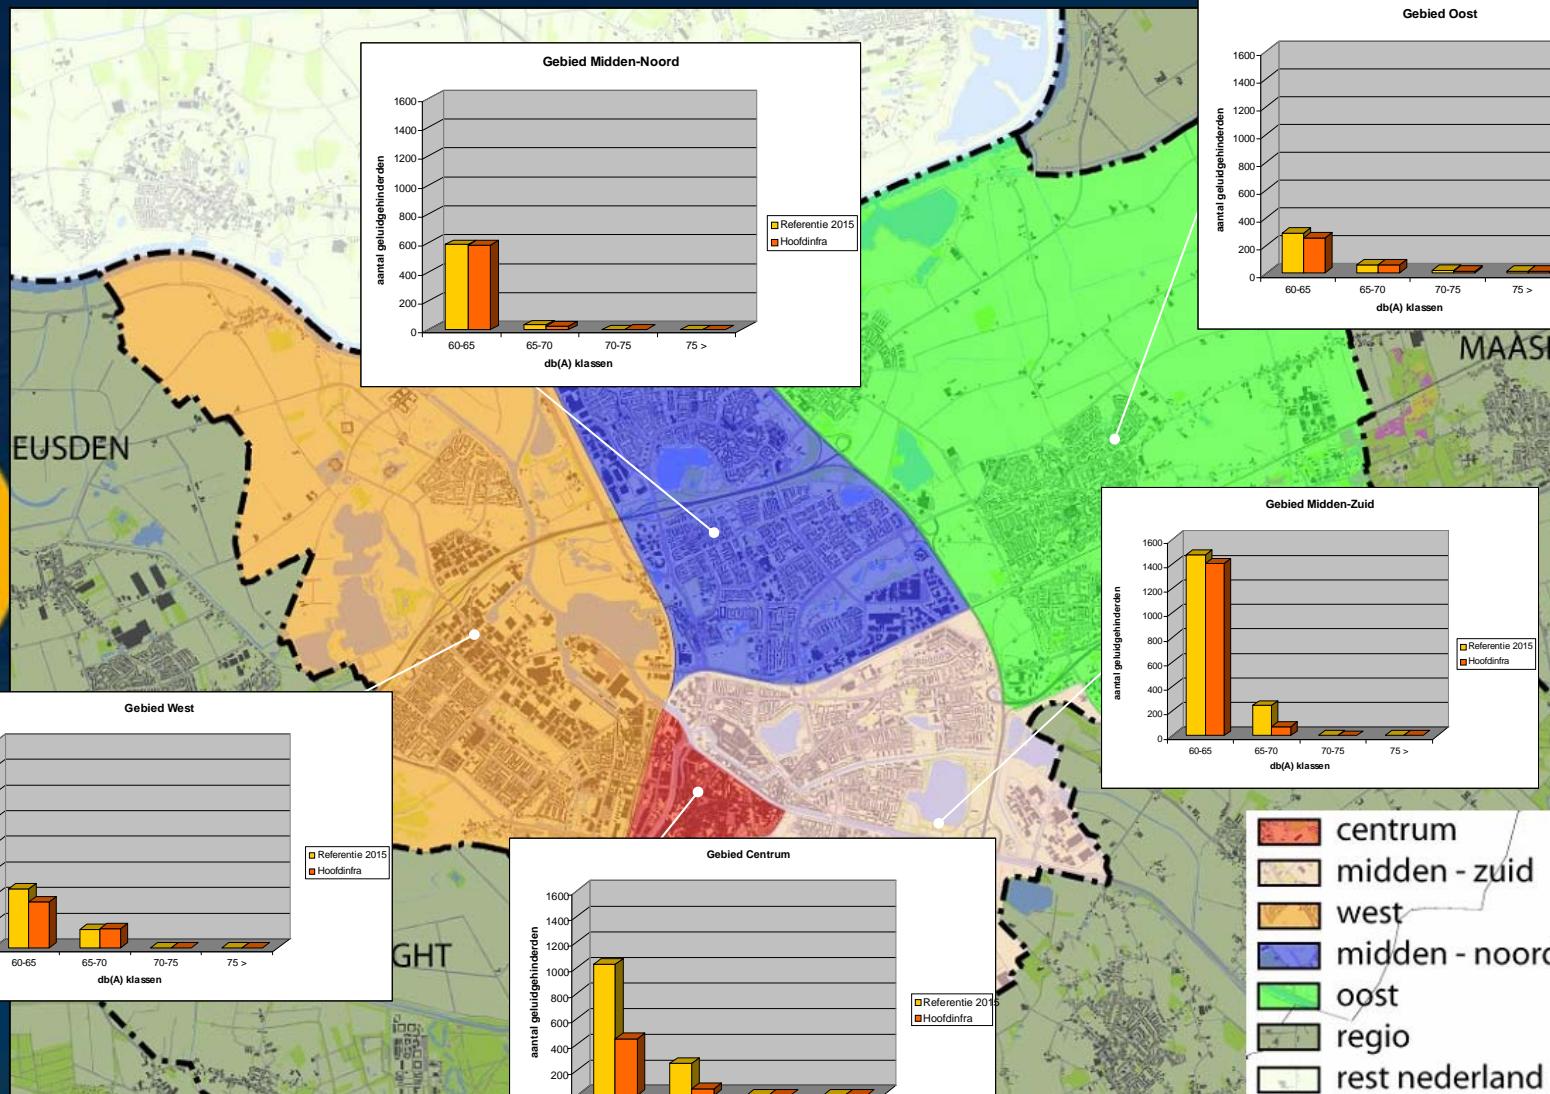 Gebied Midden-Noord
aantal geluidgehinderden
1600
1400
1200
1000
800
600
400
200
0
60-65
65-70
70-75
75 >
db(A) klassen
Referentie 2015
Hoofdinfra
Gebied Oost
aantal geluidgehinderden
1600
1400
1200
1000
800
600
400
200
0
60-65
65-70
70-75
75 >
db(A) klassen
MAAS
EUSDEN
Gebied Midden-Zuid
aantal geluidgehinderden
1600
1400
1200
1000
800
600
400
200
0
60-65
65-70
70-75
75 >
db(A) klassen
Referentie 2015
Hoofdinfra
Gebied West
60-65
65-70
70-75
75 >
db(A) klassen
Referentie 2015
Hoofdinfra
GHT
Gebied Centrum
aantal geluidgehinderden
1600
1400
1200
1000
800
600
400
200
Referentie 2015
Hoofdinfra
centrum
midden - zuid
west
midden - noord
oost
regio
rest nederland